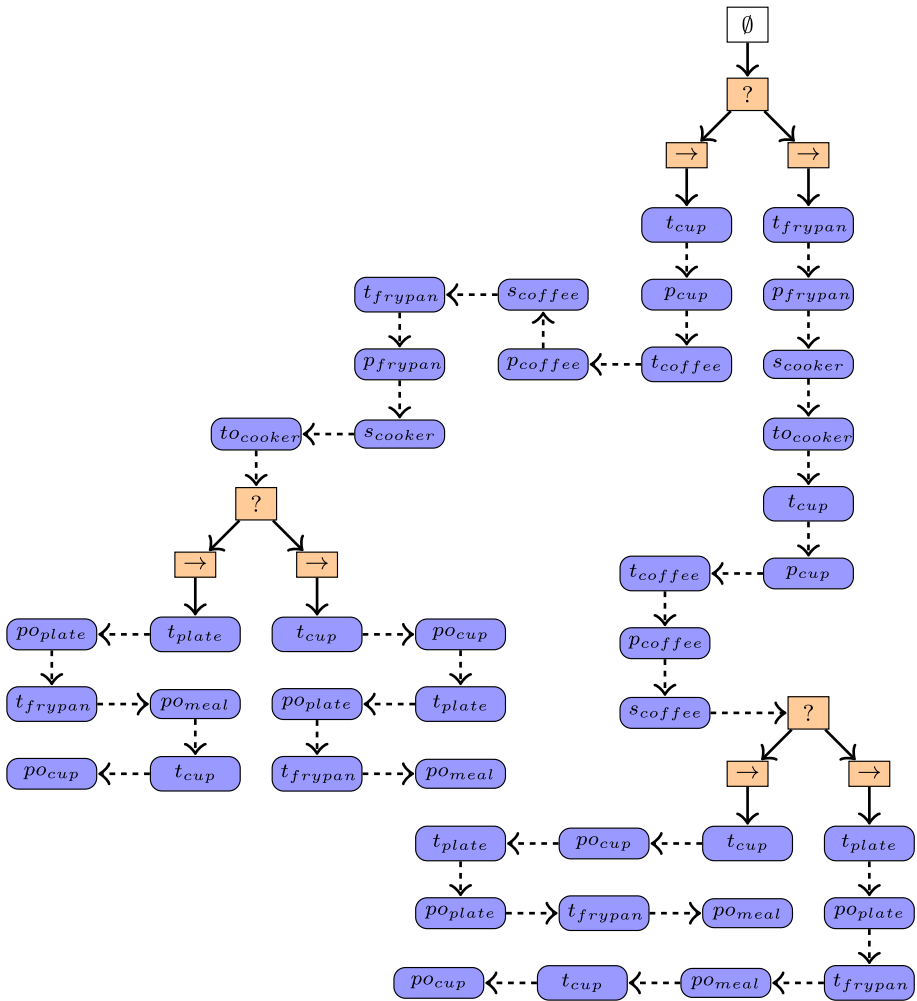 ∅
?
→ →
t_cup t_frypan
t_frypan s_coffee p_cup p_frypan
p_frypan p_coffee t_coffee s_cooker
to_cooker s_cooker to_cooker
? t_cup
→ → t_coffee p_cup
po_plate t_plate t_cup po_cup p_coffee
t_frypan po_meal po_plate t_plate s_coffee ?
po_cup t_cup t_frypan po_meal → →
t_plate po_cup t_cup t_plate
po_plate t_frypan po_meal po_plate
po_cup t_cup po_meal t_frypan